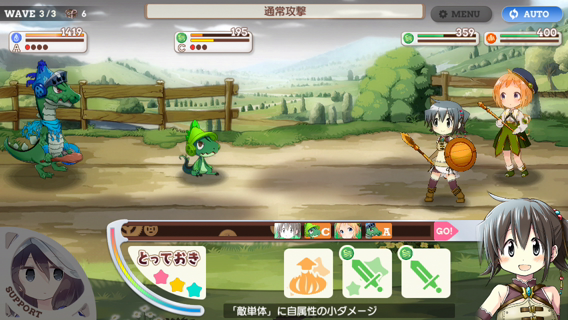 WAVE 3/3 6
通常攻撃
MENU
AUTO
1419
A
195
C
359
400
C A GO!
とっておき
SUPPORT
「敵単体」に自属性の小ダメージ